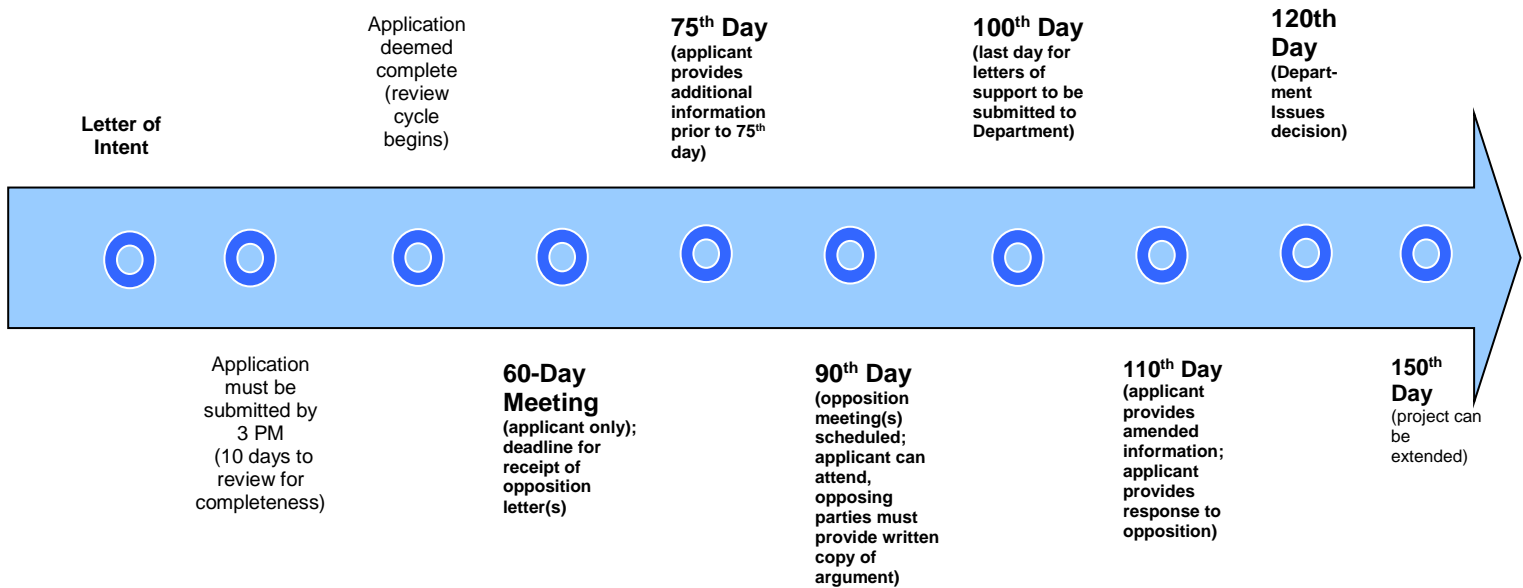 Letter of
Intent
Application
must be
submitted by
3 PM
(10 days to
review for
completeness)
Application
deemed
complete
(review
cycle
begins)
60-Day
Meeting
(applicant only);
deadline for
receipt of
opposition
letter(s)
75th Day
(applicant
provides
additional
information
prior to 75th
day)
90th Day
(opposition
meeting(s)
scheduled;
applicant can
attend,
opposing
parties must
provide written
copy of
argument)
100th Day
(last day for
letters of
support to be
submitted to
Department)
110th Day
(applicant
provides
amended
information;
applicant
provides
response to
opposition)
120th
Day
(Depart-
ment
Issues
decision)
150th
Day
(project can
be
extended)